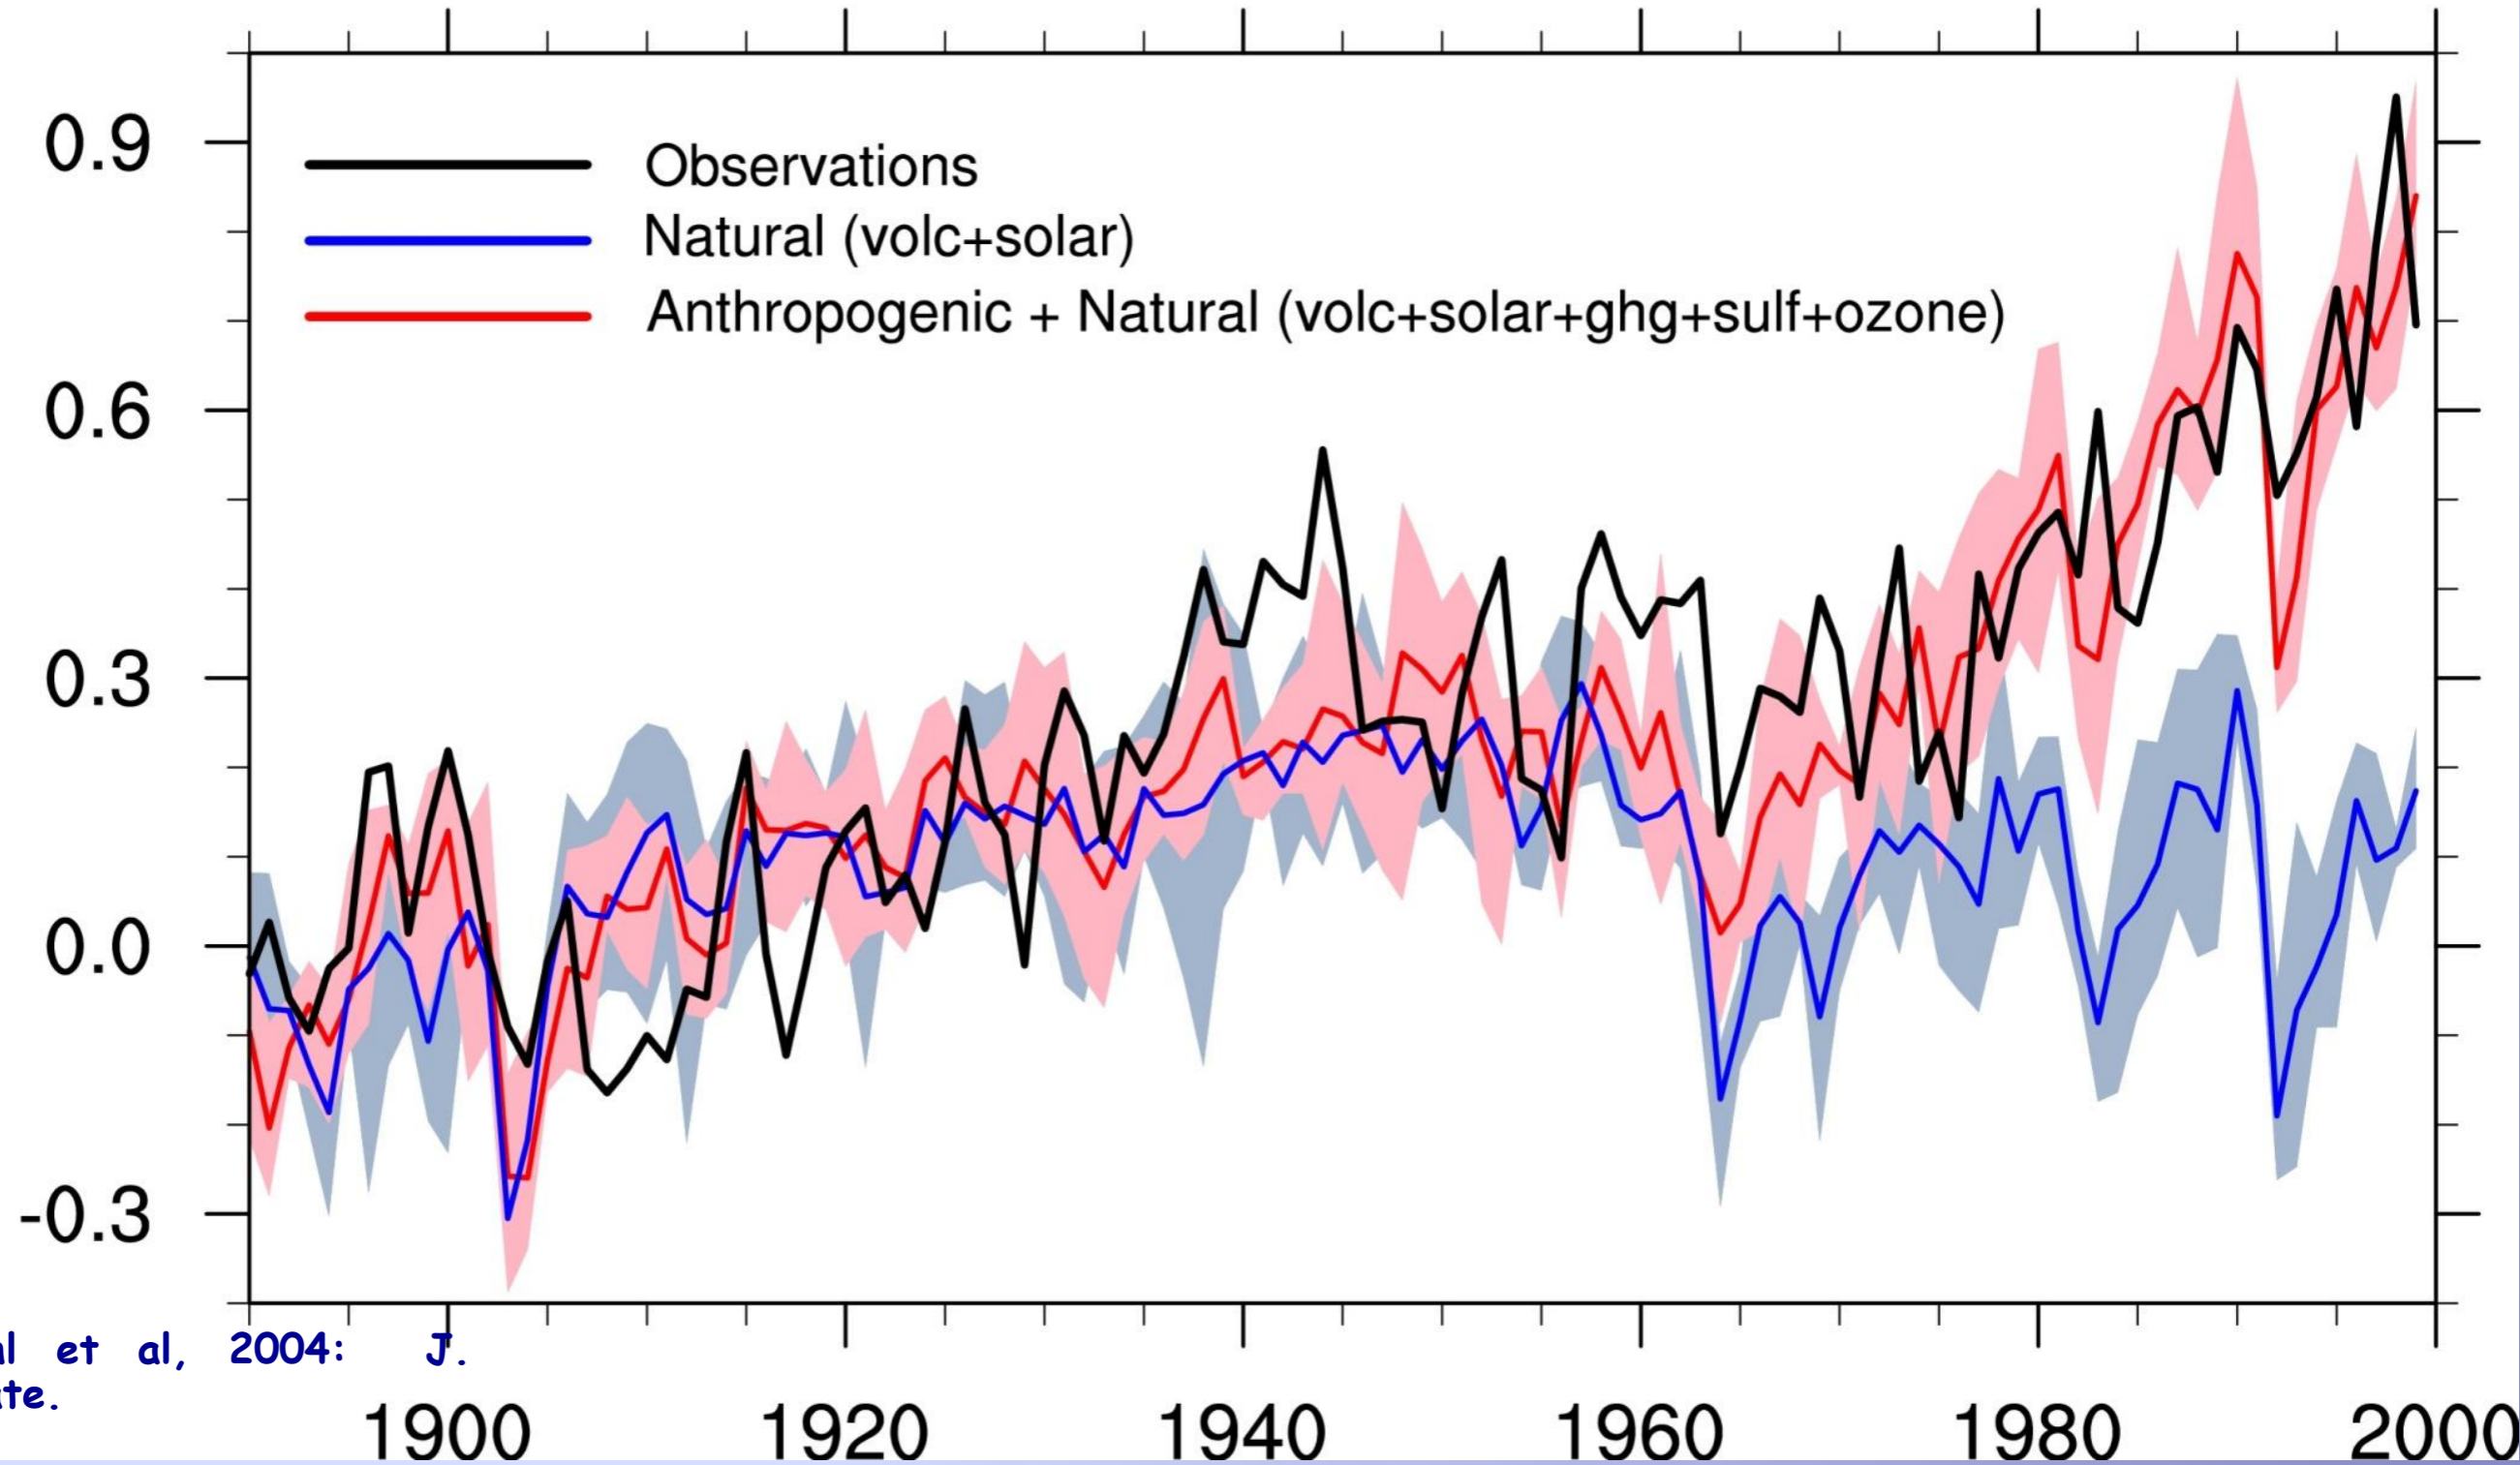 0.9
0.6
0.3
0.0
-0.3
Observations
Natural (volc+solar)
Anthropogenic + Natural (volc+solar+ghg+sulf+ozone)
et al, 2004: J.
1900 1920 1940 1960 1980 2000